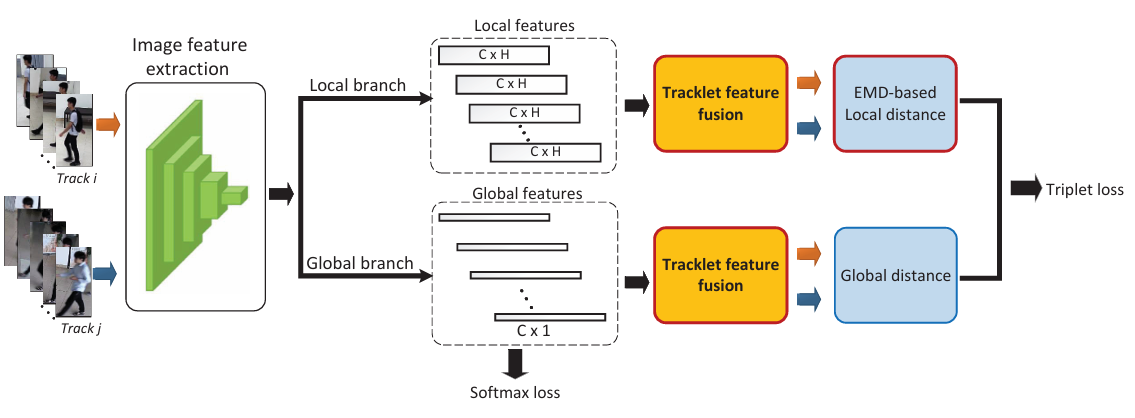 Image feature
extraction
Track i
Track j
Local branch
Global branch
Local features
C x H
C x H
C x H
C x H
Global features
C x 1
Softmax loss
Tracklet feature
fusion
EMD-based
Local distance
Tracklet feature
fusion
Global distance
Triplet loss